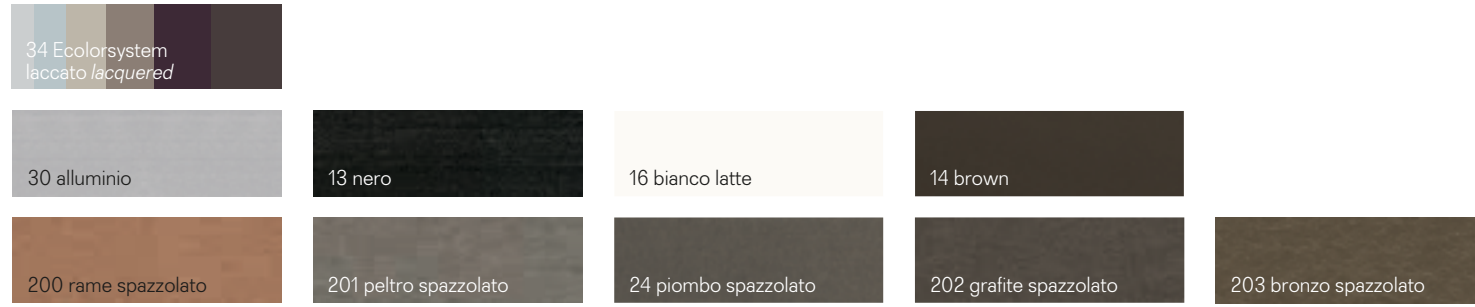 34 Ecolorsystem
laccato lacquered
30 alluminio
13 nero
16 bianco latte
14 brown
200 rame spazzolato
201 peltro spazzolato
24 piombo spazzolato
202 grafite spazzolato
203 bronzo spazzolato